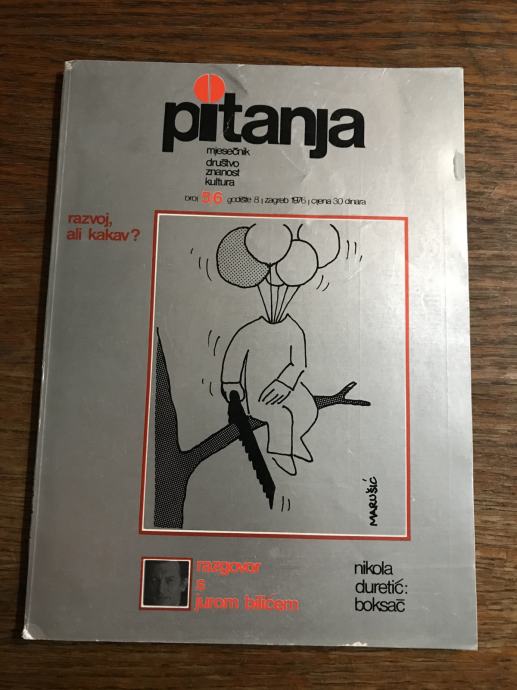 pitanja
mjesečnik
društvo
znanost
kultura
broj 5/6 godište 8, zagreb 1976, cijena 30 dinara
razvoj,
ali kakav?
MARUŠIĆ
razgovor
s
jurom bilićem
nikola
duretić:
boksač